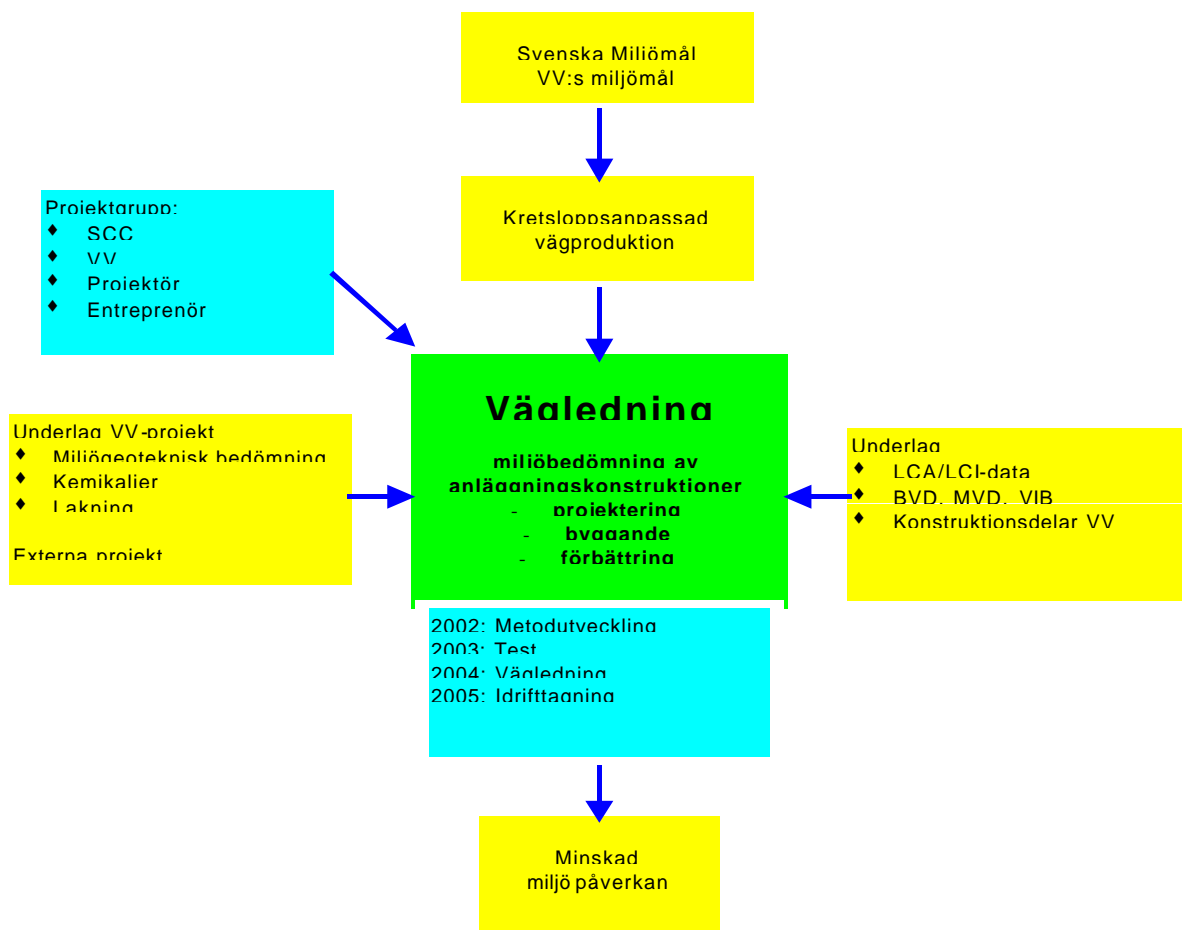 Svenska Miljömål
VV:s miljömål
Kretsloppsanpassad
vägproduktion
Projektgrupp:
♦ SCC
♦ VV
♦ Projektör
♦ Entreprenör
Vägledning
miljöbedömning av
anläggningskonstruktioner
- projektering
- byggande
- förbättring
Underlag VV-projekt
♦ Miljögeoteknisk bedömning
♦ Kemikalier
♦ Lakning
Externa projekt
Underlag
♦ LCA/LCI-data
♦ BVD, MVD, VIB
♦ Konstruktionsdelar VV
2002: Metodutveckling
2003: Test
2004: Vägledning
2005: Idrifttagning
Minskad
miljö påverkan